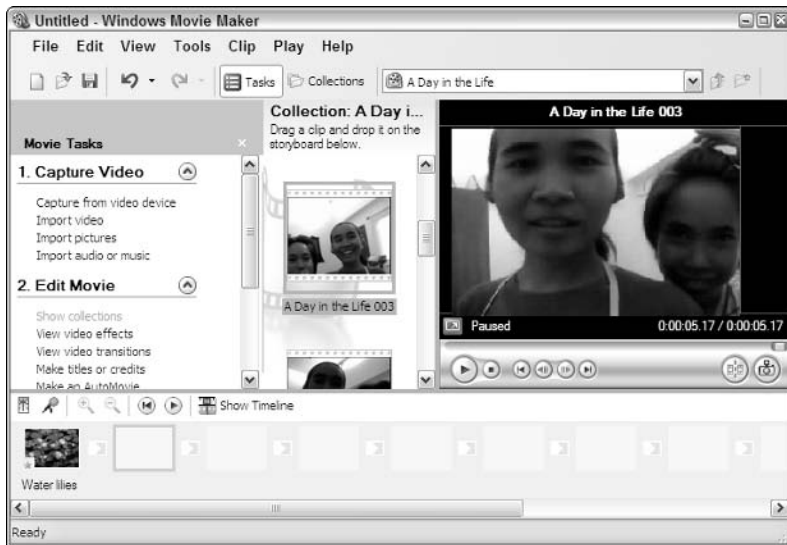 Untitled - Windows Movie Maker
File Edit View Tools Clip Play Help
Tasks Collections A Day in the Life
Movie Tasks
1. Capture Video
Capture from video device
Import video
Import pictures
Import audio or music
2. Edit Movie
Show collections
View video effects
View video transitions
Make titles or credits
Make an AutoMovie
Collection: A Day i...
Drag a clip and drop it on the
storyboard below.
A Day in the Life 003
A Day in the Life 003
Paused 0:00:05.17 / 0:00:05.17
Show Timeline
Water lilies
Ready